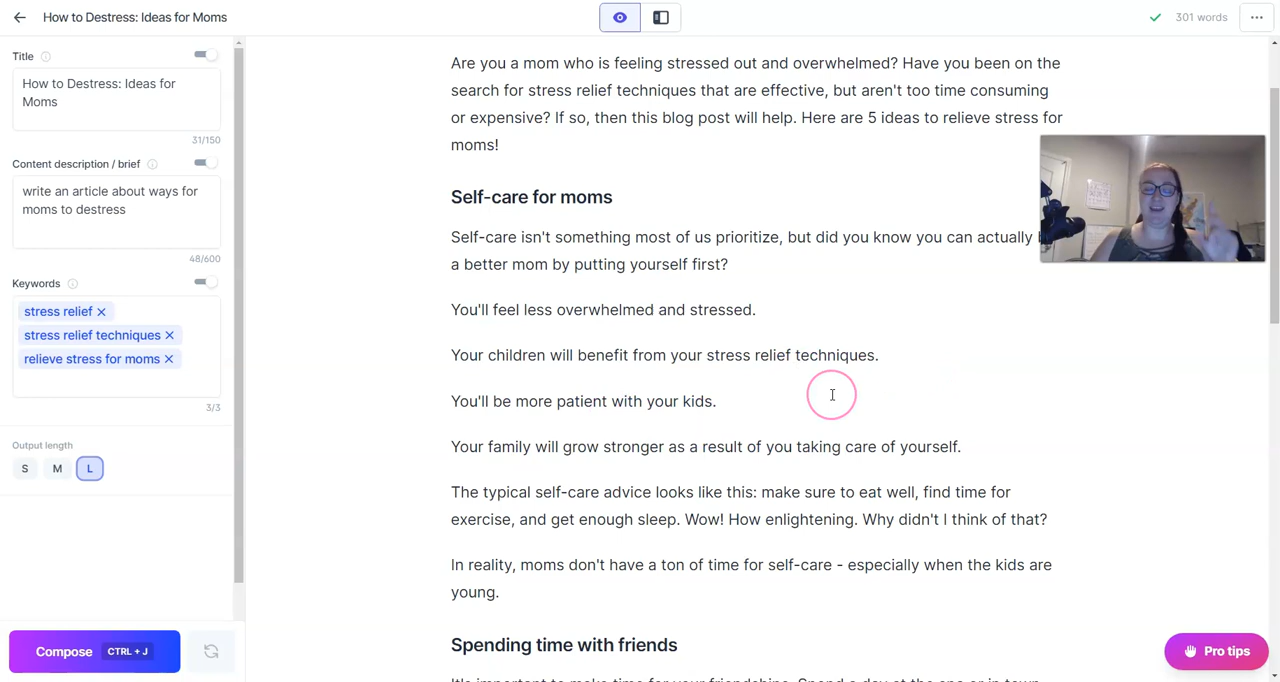 How to Destress: Ideas for Moms
301 words
Title
How to Destress: Ideas for
Moms
31/150
Content description / brief
write an article about ways for
moms to destress
48/600
Keywords
stress relief
stress relief techniques
relieve stress for moms
3/3
Output length
S M L
Compose CTRL + J
Are you a mom who is feeling stressed out and overwhelmed? Have you been on the
search for stress relief techniques that are effective, but aren't too time consuming
or expensive? If so, then this blog post will help. Here are 5 ideas to relieve stress for
moms!
Self-care for moms
Self-care isn't something most of us prioritize, but did you know you can actually
a better mom by putting yourself first?
You'll feel less overwhelmed and stressed.
Your children will benefit from your stress relief techniques.
You'll be more patient with your kids.
Your family will grow stronger as a result of you taking care of yourself.
The typical self-care advice looks like this: make sure to eat well, find time for
exercise, and get enough sleep. Wow! How enlightening. Why didn't I think of that?
In reality, moms don't have a ton of time for self-care - especially when the kids are
young.
Spending time with friends
Pro tips